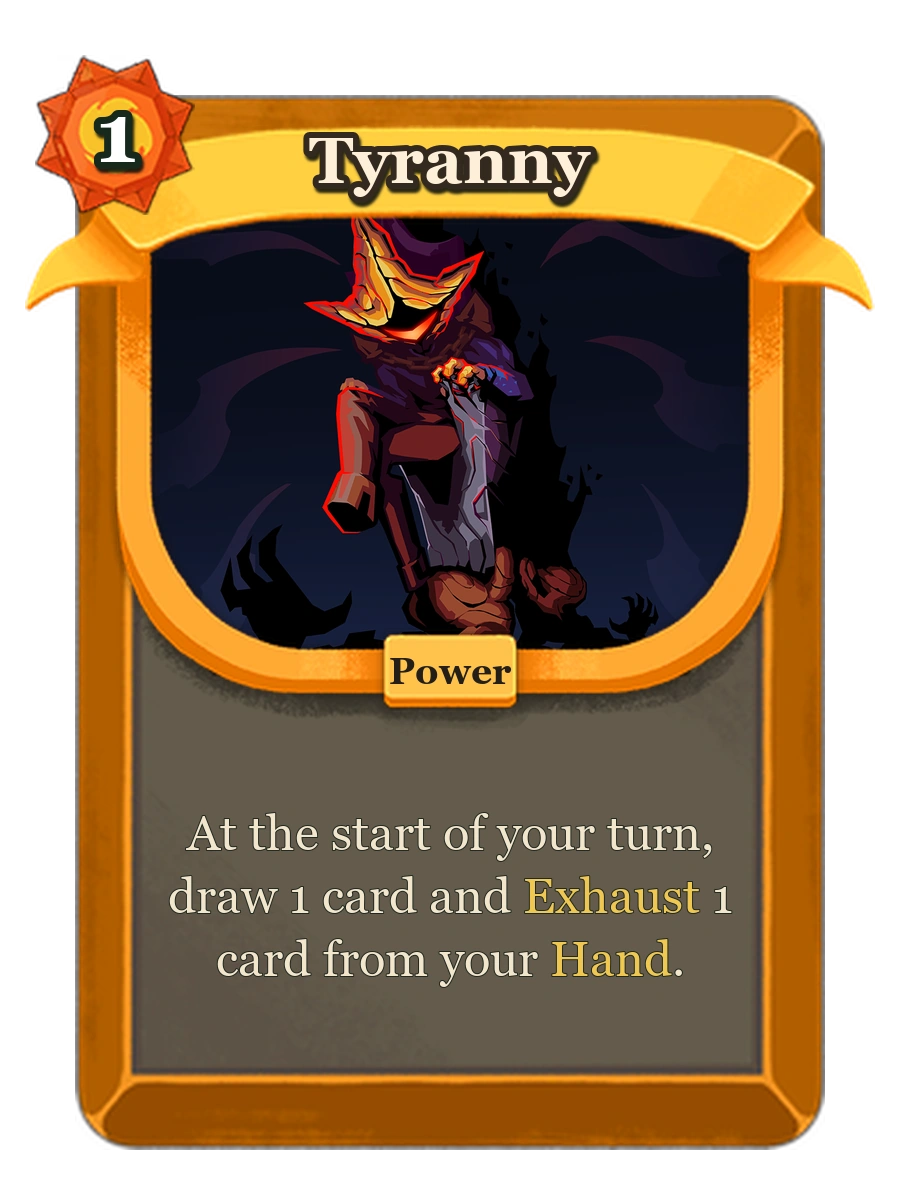 1
Tyranny
Power
At the start of your turn,
draw 1 card and Exhaust 1
card from your Hand.